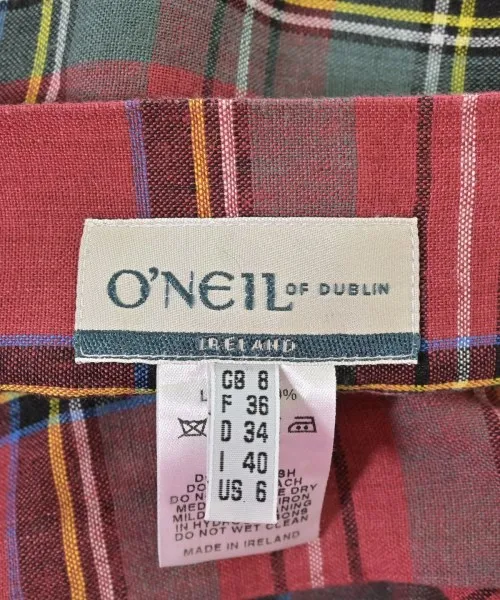 O'NEIL OF DUBLIN
IRELAND
GB 8
F 36
D 34
I 40
US 6
DO NOT WET CLEAN
MADE IN IRELAND